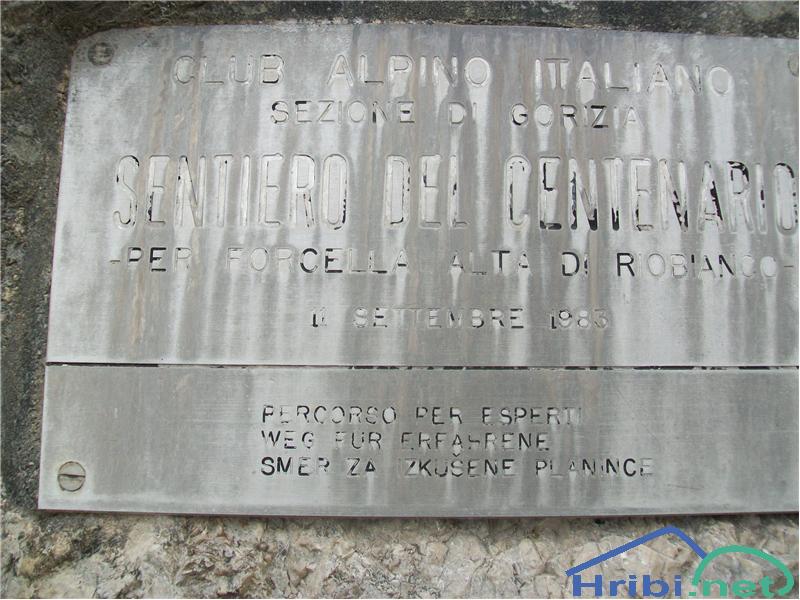 CLUB ALPINO ITALIANO
SEZIONE DI GORIZIA
SENTIERO DEL CENTENARIO
-PER FORCELLA ALTA DI RIOBIANCO-
11 SETTEMBRE 1983
PERCORSO PER ESPERTI
WEG FÜR ERFAHRENE
SMER ZA IZKUŠENE PLANINCE
Hribi.net